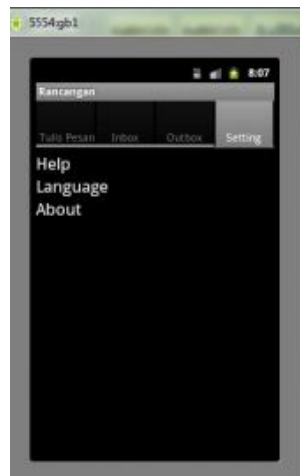 5554:gb1
8:07
Rancangan
Tulis Pesan Inbox Outbox Setting
Help
Language
About